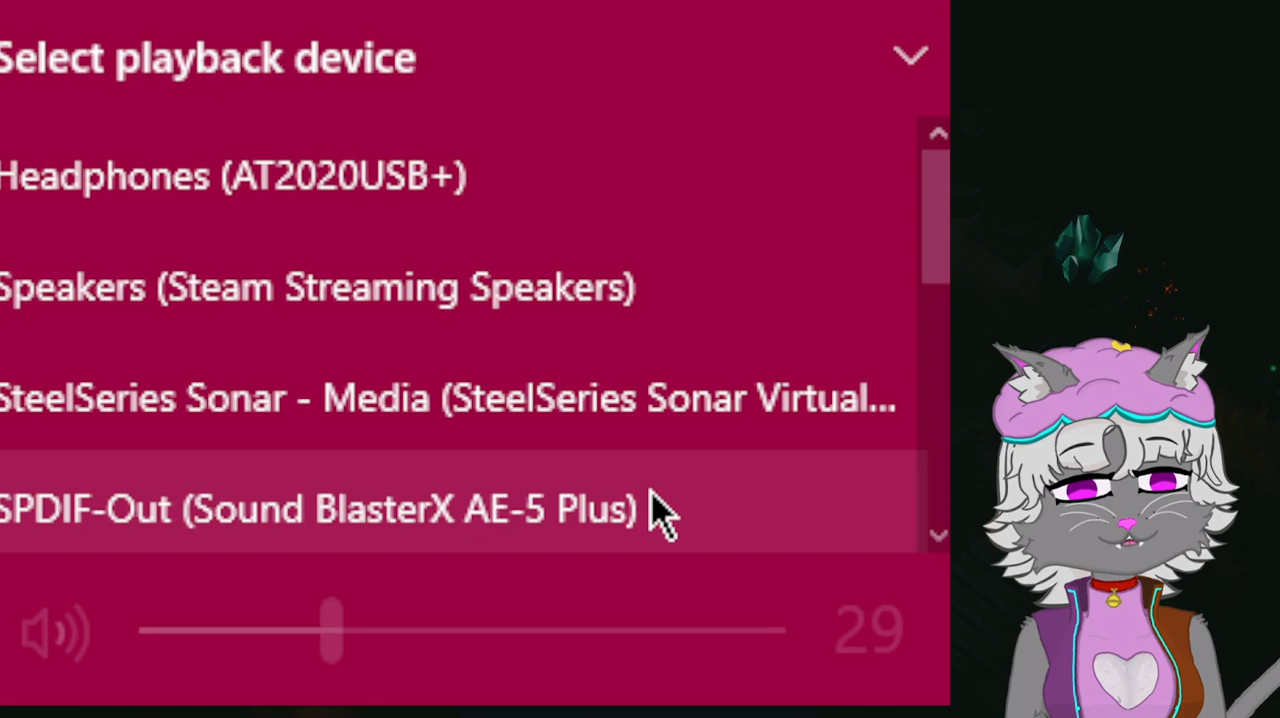 Select playback device
Headphones (AT2020USB+)
Speakers (Steam Streaming Speakers)
SteelSeries Sonar - Media (SteelSeries Sonar Virtual...
SPDIF-Out (Sound BlasterX AE-5 Plus)
29